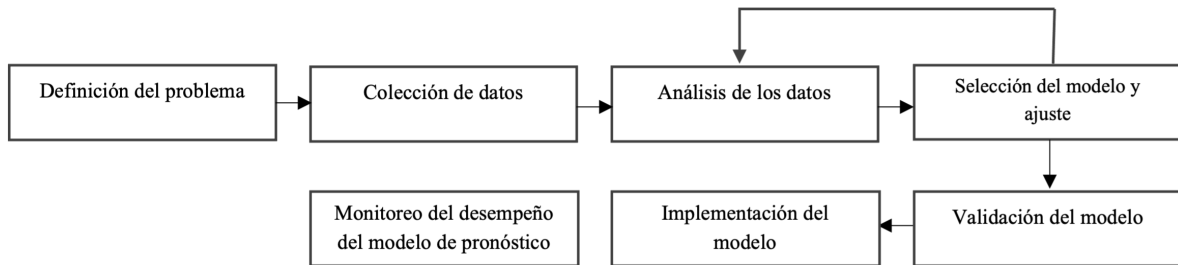 Definición del problema
Colección de datos
Análisis de los datos
Selección del modelo y
ajuste
Monitoreo del desempeño
del modelo de pronóstico
Implementación del
modelo
Validación del modelo